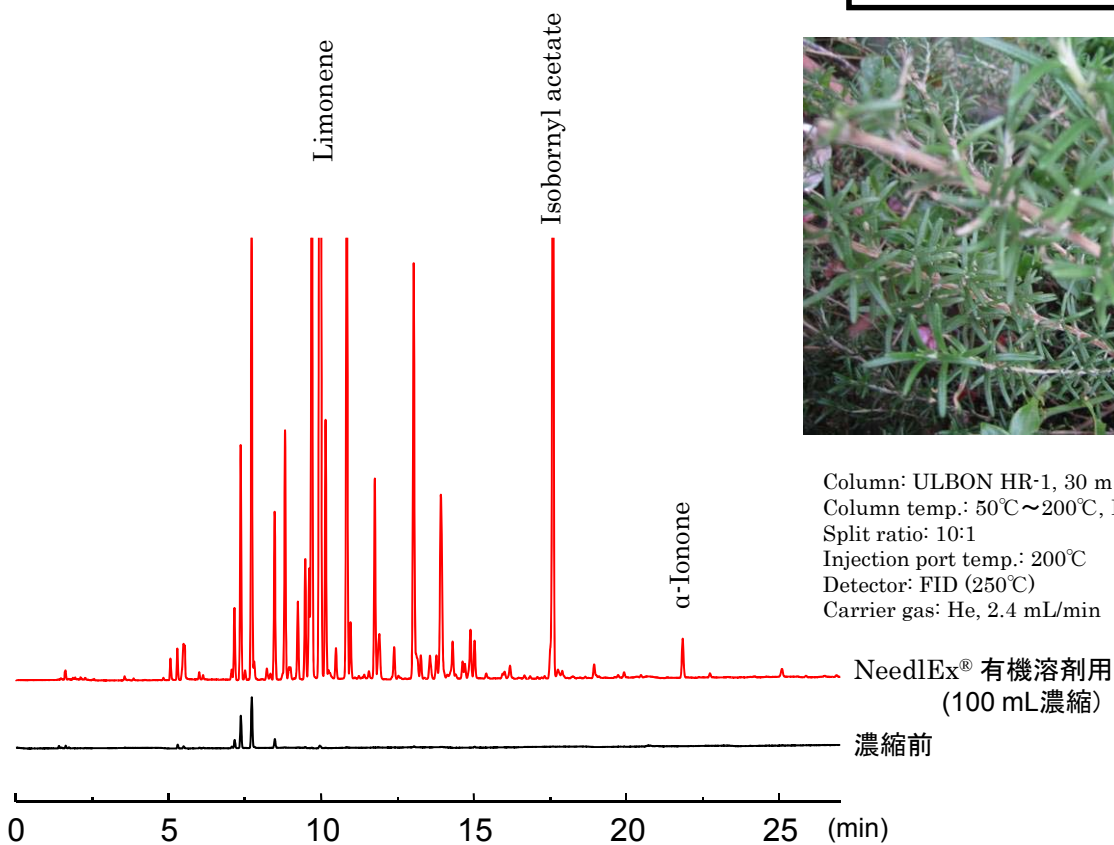 Limonene
Isobornyl acetate
α-Ionone
Column: ULBON HR-1, 30 m
Column temp.: 50℃～200℃,
Split ratio: 10:1
Injection port temp.: 200℃
Detector: FID (250℃)
Carrier gas: He, 2.4 mL/min
NeedlEx® 有機溶剤用
(100 mL濃縮）
濃縮前
0 5 10 15 20 25 (min)